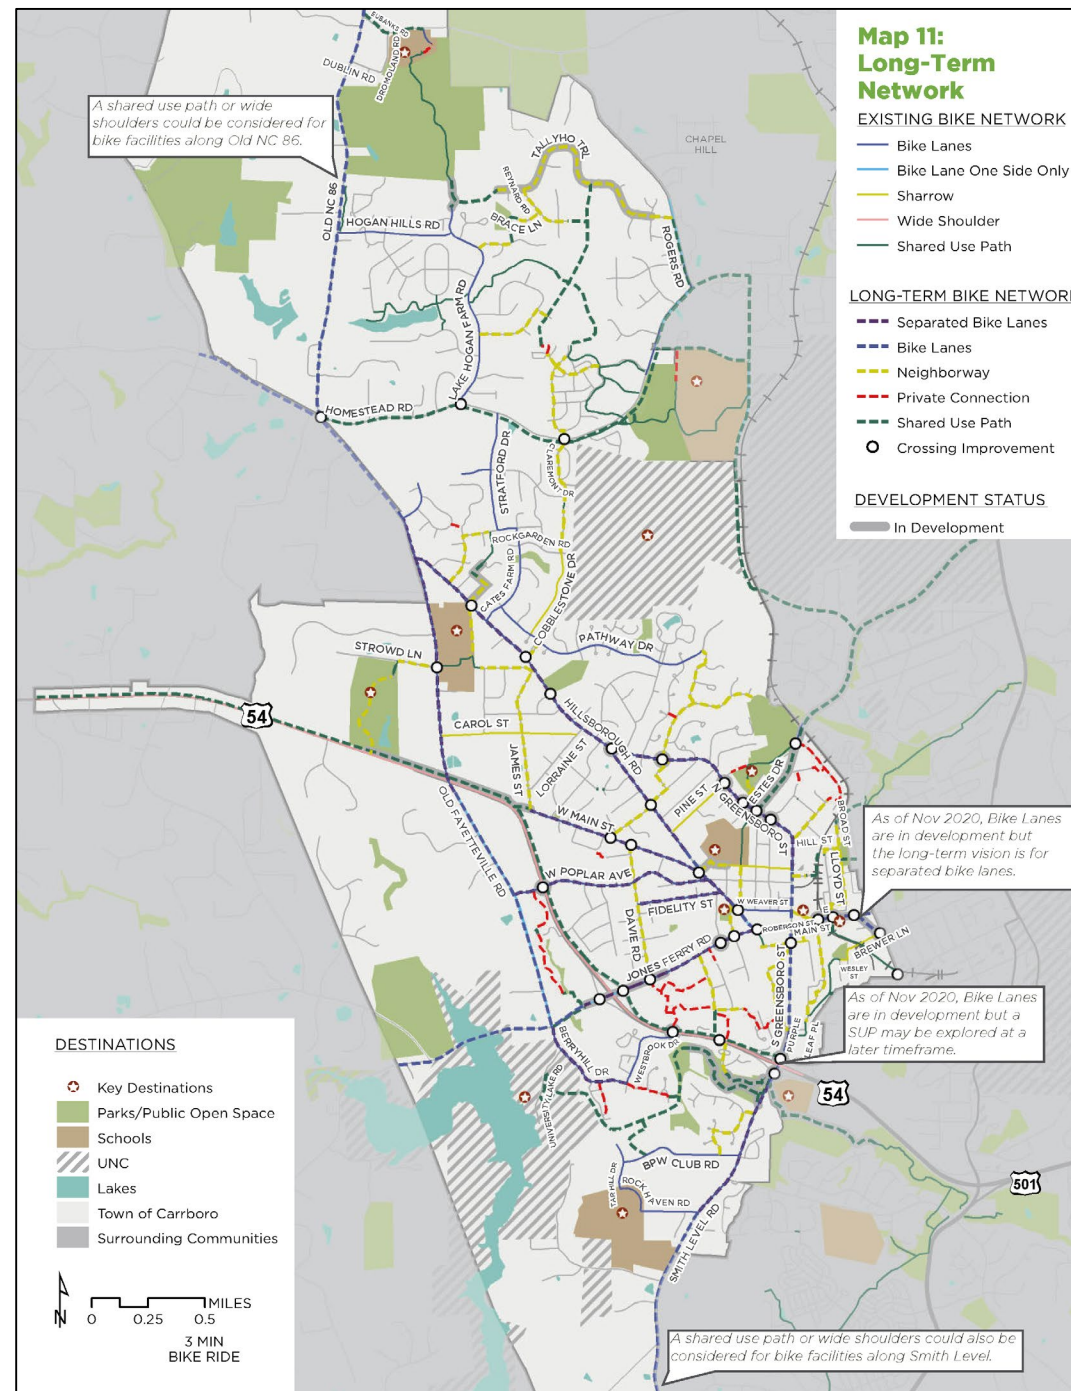 Map 11:
Long-Term
Network
EXISTING BIKE NETWORK
Bike Lanes
Bike Lane One Side Only
Sharrow
Wide Shoulder
Shared Use Path
LONG-TERM BIKE NETWORK
Separated Bike Lanes
Bike Lanes
Neighborway
Private Connection
Shared Use Path
Crossing Improvement
DEVELOPMENT STATUS
In Development
EUBANKS RD
DUBLIN RD
DROMOLAND RD
A shared use path or wide
shoulders could be considered for
bike facilities along Old NC 86.
CHAPEL
HILL
TALLYHO TRL
REYNARD RD
BRACE LN
OLD NC 86
HOGAN HILLS RD
ROGERS RD
LAKE HOGAN FARM RD
HOMESTEAD RD
STRATFORD DR
CLAREMONT DR
ROCKGARDEN RD
CATES FARM RD
COBBLESTONE DR
PATHWAY DR
STROWD LN
54
CAROL ST
JAMES ST
HILLSBOROUGH RD
LORRAINE ST
W MAIN ST
PINE ST
N GREENSBORO ST
ESTES DR
BROAD ST
HILL ST
LLOYD ST
As of Nov 2020, Bike Lanes
are in development but
the long-term vision is for
separated bike lanes.
OLD FAYETTEVILLE RD
W POPLAR AVE
FIDELITY ST
W WEAVER ST
DAVIE RD
ROBERSON ST
E
MAIN ST
BREWER LN
JONES FERRY RD
WESLEY
ST
S GREENSBORO ST
PURPLE
LEAF PL
As of Nov 2020, Bike Lanes
are in development but a
SUP may be explored at a
later timeframe.
BERRYHILL DR
WESTBROOK DR
UNIVERSITY LAKE RD
54
BPW CLUB RD
TAR HILL DR
ROCK HAVEN RD
SMITH LEVEL RD
501
DESTINATIONS
Key Destinations
Parks/Public Open Space
Schools
UNC
Lakes
Town of Carrboro
Surrounding Communities
N
MILES
0 0.25 0.5
3 MIN
BIKE RIDE
A shared use path or wide shoulders could also be
considered for bike facilities along Smith Level.